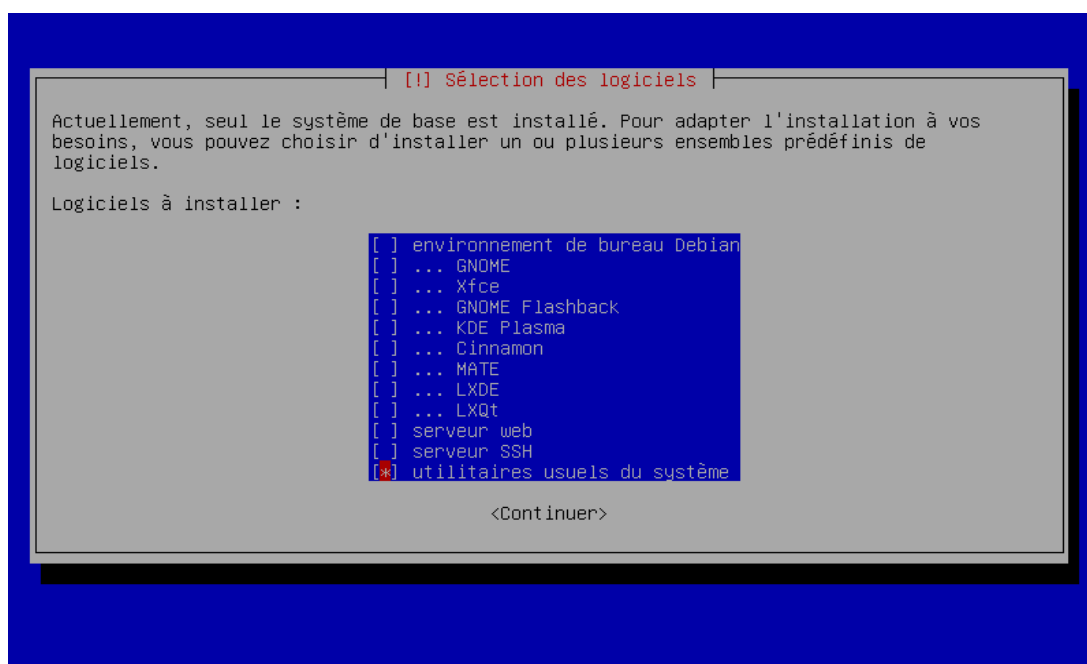 [!] Sélection des logiciels
Actuellement, seul le système de base est installé. Pour adapter l'installation à vos
besoins, vous pouvez choisir d'installer un ou plusieurs ensembles prédéfinis de
logiciels.
Logiciels à installer :
[ ] environnement de bureau Debian
[ ] ... GNOME
[ ] ... Xfce
[ ] ... GNOME Flashback
[ ] ... KDE Plasma
[ ] ... Cinnamon
[ ] ... MATE
[ ] ... LXDE
[ ] ... LXQt
[ ] serveur web
[ ] serveur SSH
[*] utilitaires usuels du système
<Continuer>